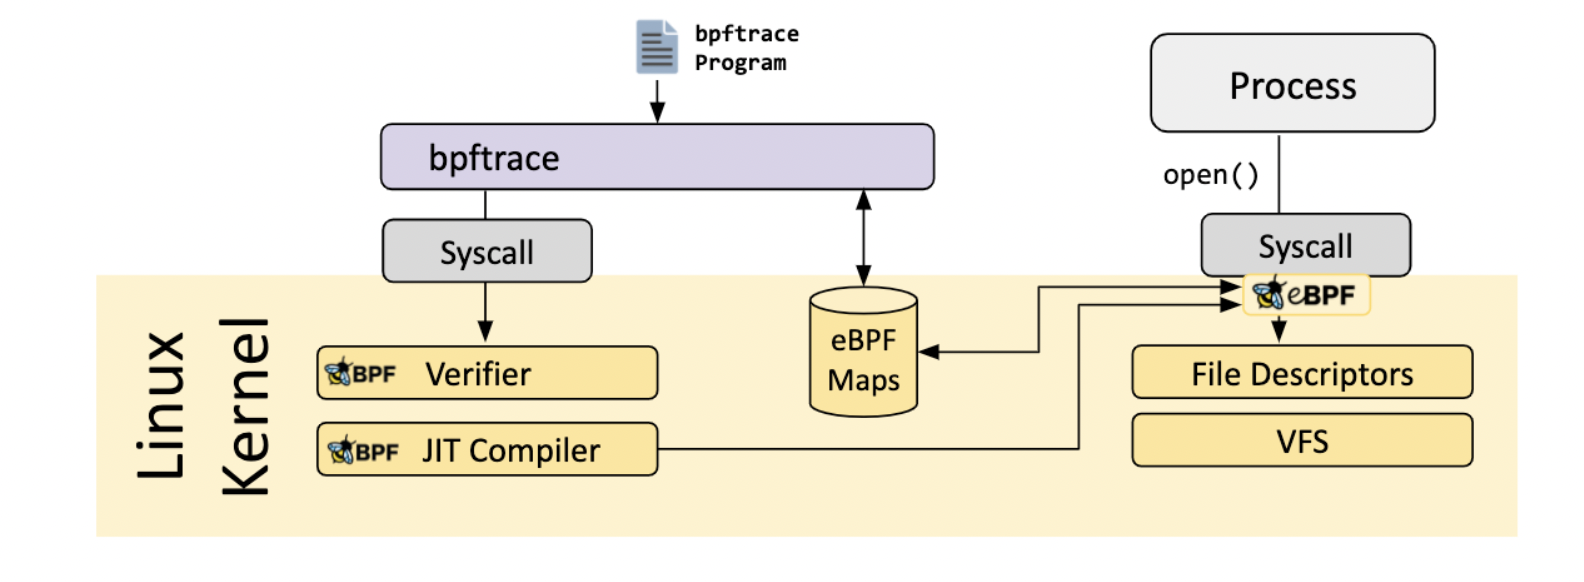 bpftrace
Program
bpftrace
Process
open()
Syscall
Syscall
eBPF
Linux
Kernel
BPF Verifier
BPF JIT Compiler
eBPF
Maps
File Descriptors
VFS